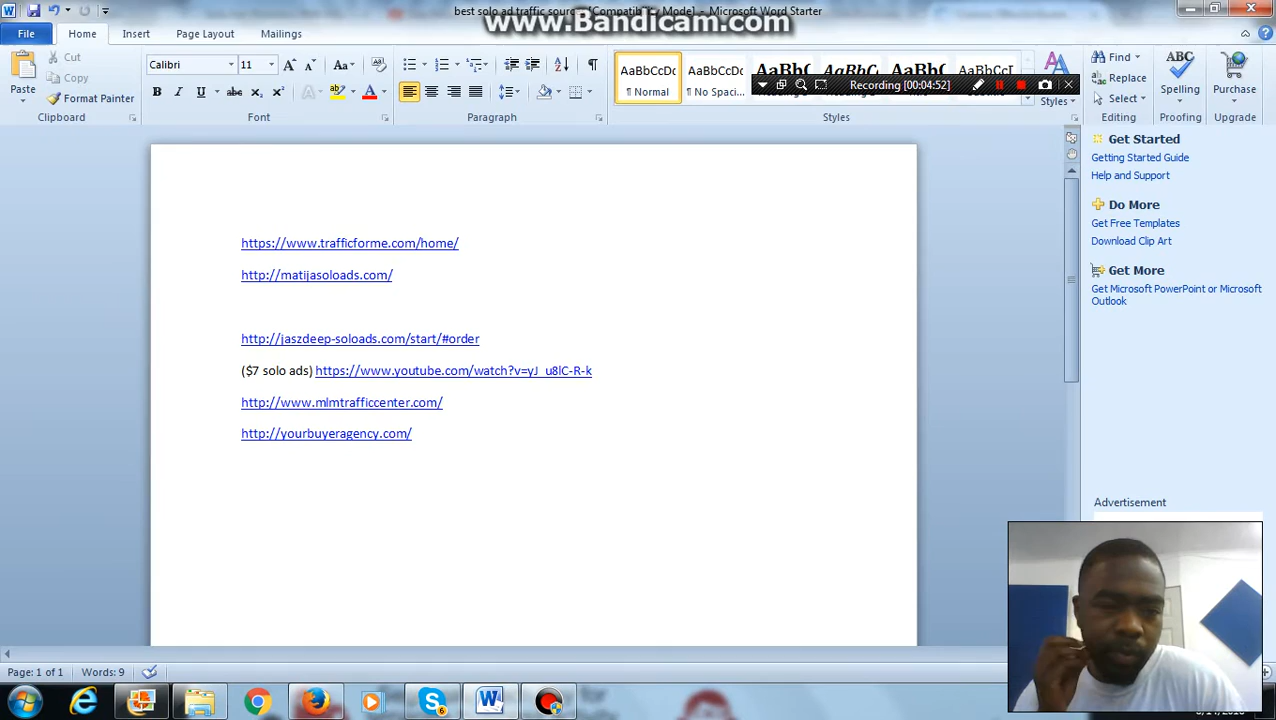 best solo ad traffic source [Compatibility Mode] - Microsoft Word Starter
www.Bandicam.com
File
Home
Insert
Page Layout
Mailings
Cut
Copy
Paste
Format Painter
Clipboard
Calibri
11
Font
Paragraph
AaBbCcDc
¶ Normal
AaBbCcDc
¶ No Spaci...
AaBbCcDc
Recording [00:04:52]
Styles
Styles
Find
Replace
Select
Editing
Spelling
Proofing
Purchase
Upgrade
https://www.trafficforme.com/home/
http://matijasoloads.com/
http://jaszdeep-soloads.com/start/#order
($7 solo ads) https://www.youtube.com/watch?v=yJ_u8lC-R-k
http://www.mlmtrafficcenter.com/
http://yourbuyeragency.com/
Get Started
Getting Started Guide
Help and Support
Do More
Get Free Templates
Download Clip Art
Get More
Get Microsoft PowerPoint or Microsoft
Outlook
Advertisement
Page: 1 of 1
Words: 9